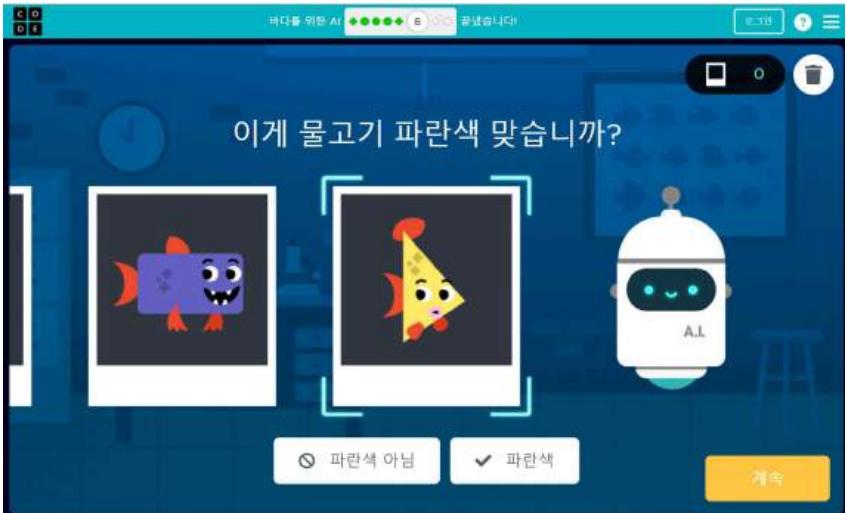 CO
DE
바다를 위한 AI 6 끝냈습니다!
로그인 ?
0
이게 물고기 파란색 맞습니까?
A.I.
파란색 아님
파란색
계속